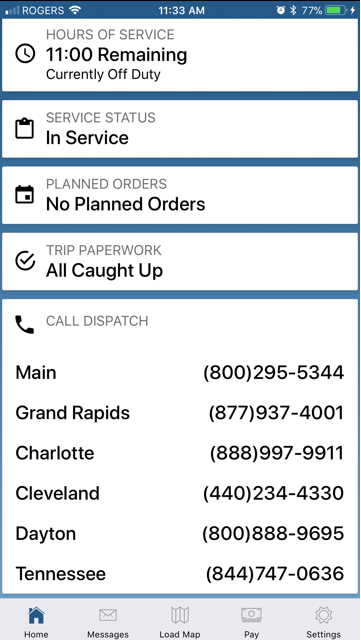 ROGERS 11:33 AM 77%
HOURS OF SERVICE
11:00 Remaining
Currently Off Duty
SERVICE STATUS
In Service
PLANNED ORDERS
No Planned Orders
TRIP PAPERWORK
All Caught Up
CALL DISPATCH
Main (800)295-5344
Grand Rapids (877)937-4001
Charlotte (888)997-9911
Cleveland (440)234-4330
Dayton (800)888-9695
Tennessee (844)747-0636
Home Messages Load Map Pay Settings